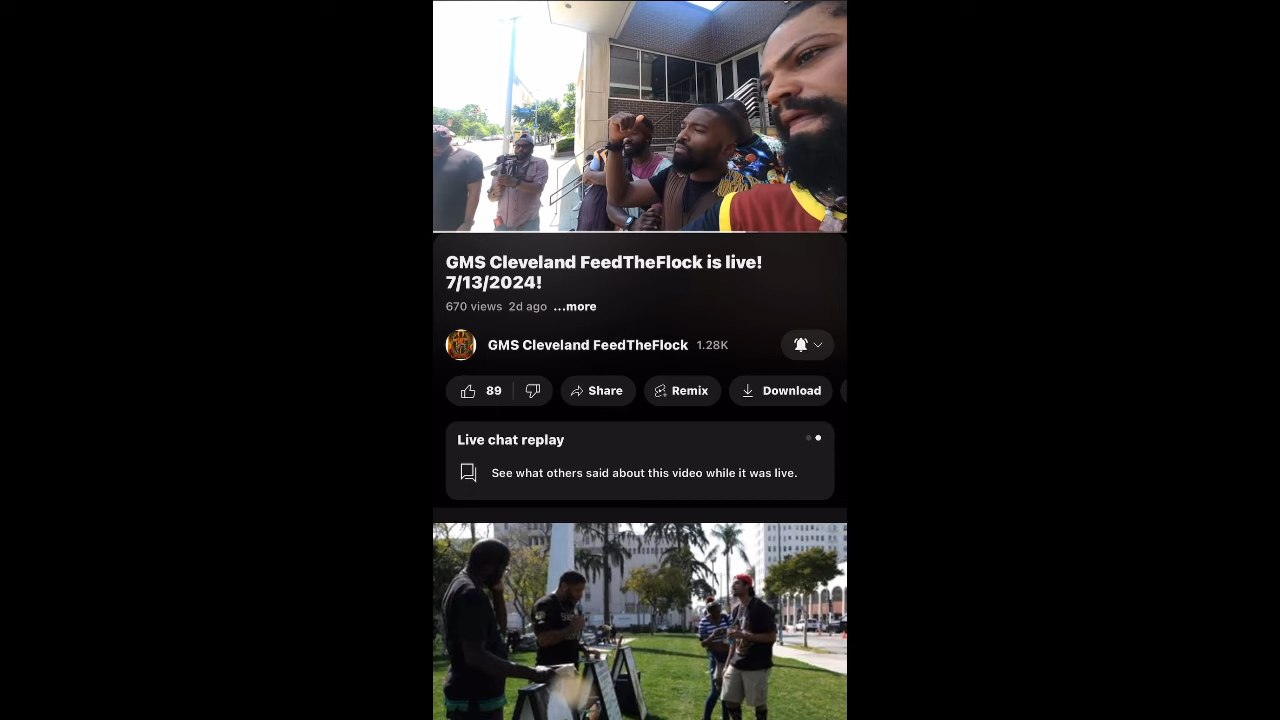 GMS Cleveland FeedTheFlock is live!
7/13/2024!
670 views 2d ago ...more
GMS Cleveland FeedTheFlock 1.28K
89 Share Remix Download
Live chat replay
See what others said about this video while it was live.